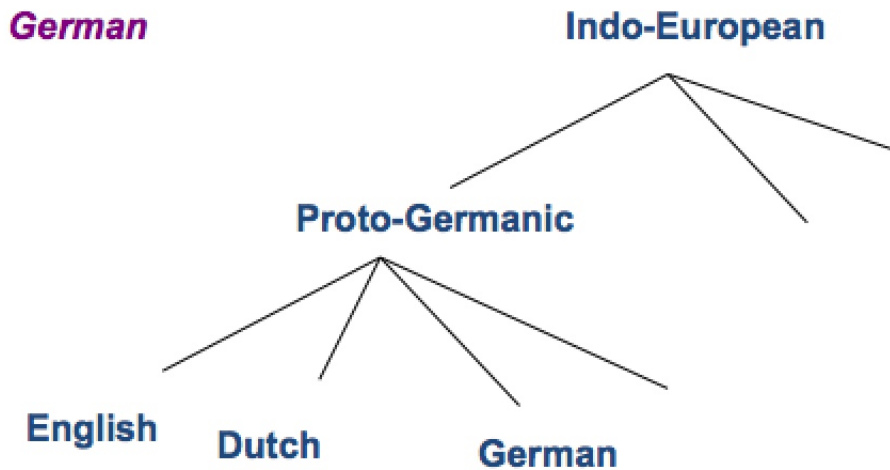 German
Indo-European
Proto-Germanic
English
Dutch
German